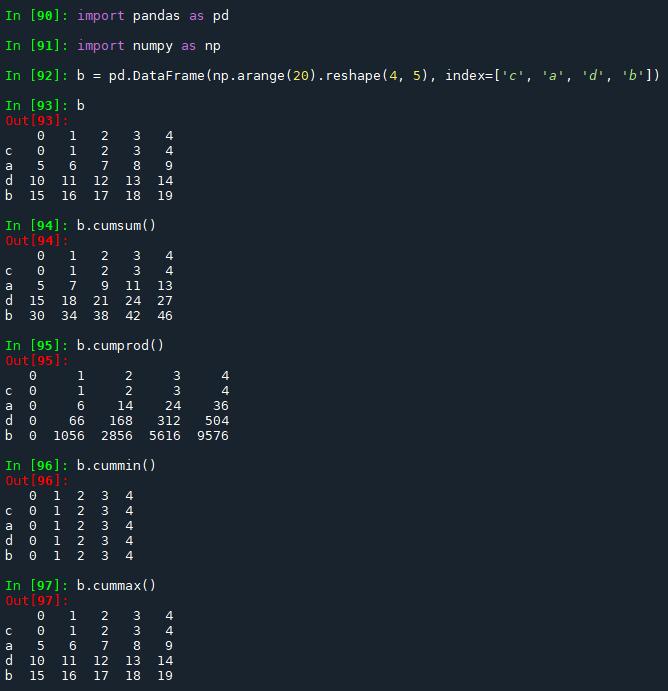 In [90]: import pandas as pd
In [91]: import numpy as np
In [92]: b = pd.DataFrame(np.arange(20).reshape(4, 5), index=['c', 'a', 'd', 'b'])
In [93]: b
Out[93]:
    0   1   2   3   4
c   0   1   2   3   4
a   5   6   7   8   9
d  10  11  12  13  14
b  15  16  17  18  19
In [94]: b.cumsum()
Out[94]:
    0   1   2   3   4
c   0   1   2   3   4
a   5   7   9  11  13
d  15  18  21  24  27
b  30  34  38  42  46
In [95]: b.cumprod()
Out[95]:
   0     1     2     3     4
c  0     1     2     3     4
a  0     6    14    24    36
d  0    66   168   312   504
b  0  1056  2856  5616  9576
In [96]: b.cummin()
Out[96]:
   0  1  2  3  4
c  0  1  2  3  4
a  0  1  2  3  4
d  0  1  2  3  4
b  0  1  2  3  4
In [97]: b.cummax()
Out[97]:
    0   1   2   3   4
c   0   1   2   3   4
a   5   6   7   8   9
d  10  11  12  13  14
b  15  16  17  18  19